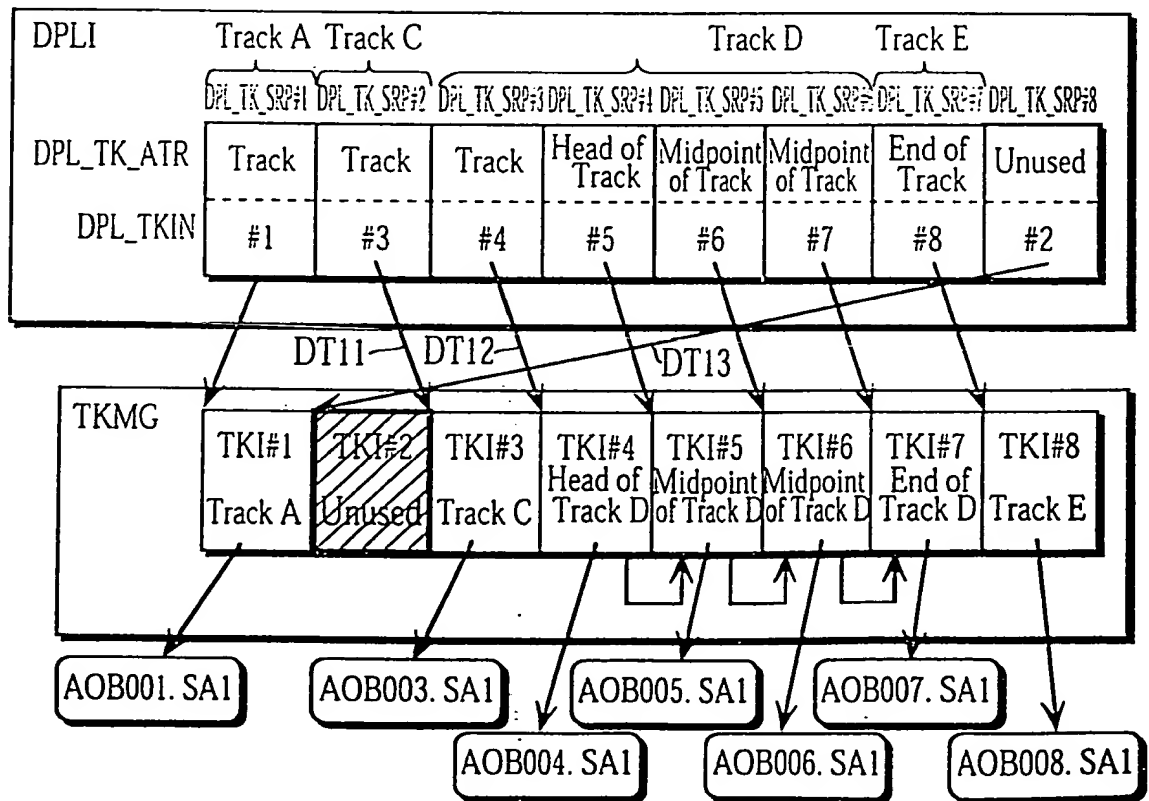 DPLI
Track A Track C Track D Track E
DPL_TK_SRP#1 DPL_TK_SRP#2 DPL_TK_SRP#3 DPL_TK_SRP#4 DPL_TK_SRP#5 DPL_TK_SRP# DPL_TK_SRP#7 DPL_TK_SRP#8
DPL_TK_ATR
Track
Track
Track
Head of
Track
Midpoint
of Track
Midpoint
of Track
End of
Track
Unused
DPL_TKIN
#1 #3 #4 #5 #6 #7 #8 #2
DT11 DT12 DT13
TKMG
TKI#1
Track A
TKI#2
Unused
TKI#3
Track C
TKI#4
Head of
Track D
TKI#5
Midpoint
of Track D
TKI#6
Midpoint
of Track D
TKI#7
End of
Track D
TKI#8
Track E
AOB001. SA1 AOB003. SA1 AOB005. SA1 AOB007. SA1
AOB004. SA1 AOB006. SA1 AOB008. SA1